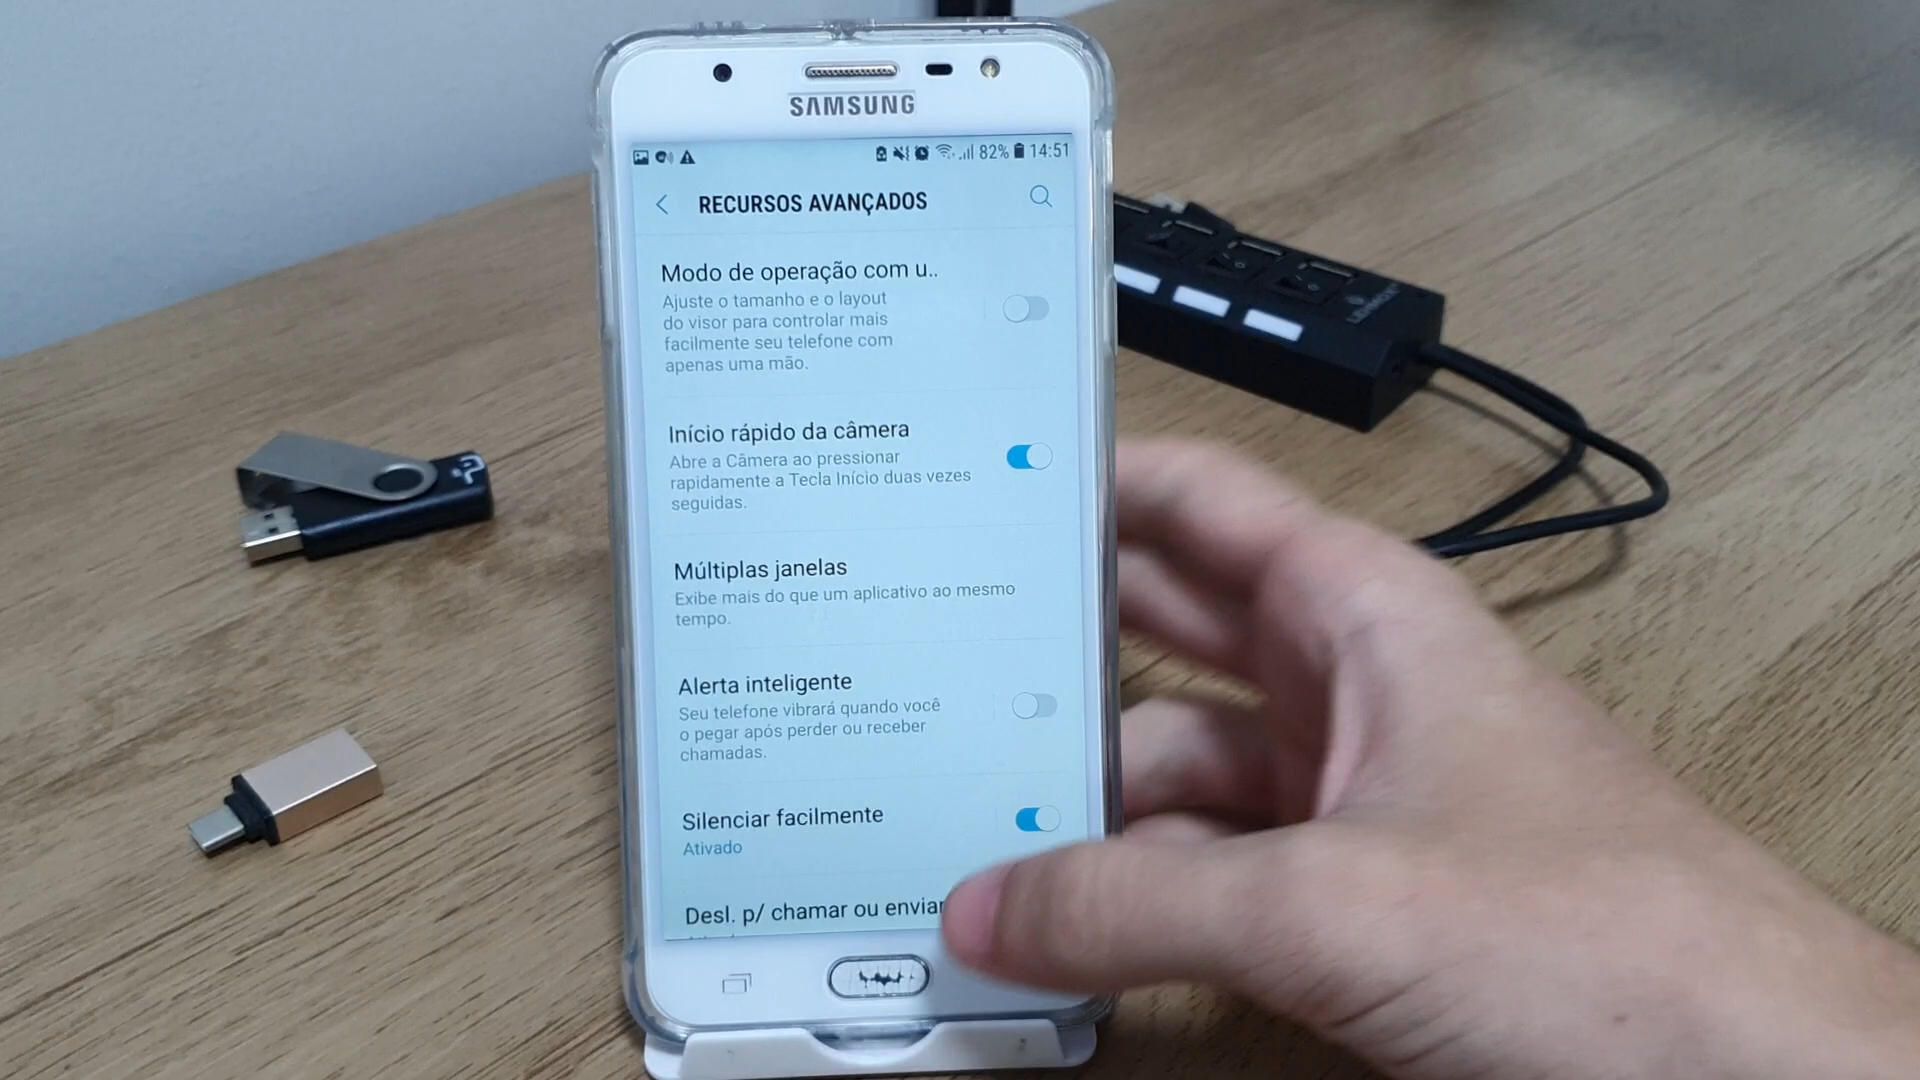 SAMSUNG
82% 14:51
RECURSOS AVANÇADOS
Modo de operação com u..
Ajuste o tamanho e o layout
do visor para controlar mais
facilmente seu telefone com
apenas uma mão.
Início rápido da câmera
Abre a Câmera ao pressionar
rapidamente a Tecla Início duas vezes
seguidas.
Múltiplas janelas
Exibe mais do que um aplicativo ao mesmo
tempo.
Alerta inteligente
Seu telefone vibrará quando você
o pegar após perder ou receber
chamadas.
Silenciar facilmente
Ativado
Desl. p/ chamar ou enviar